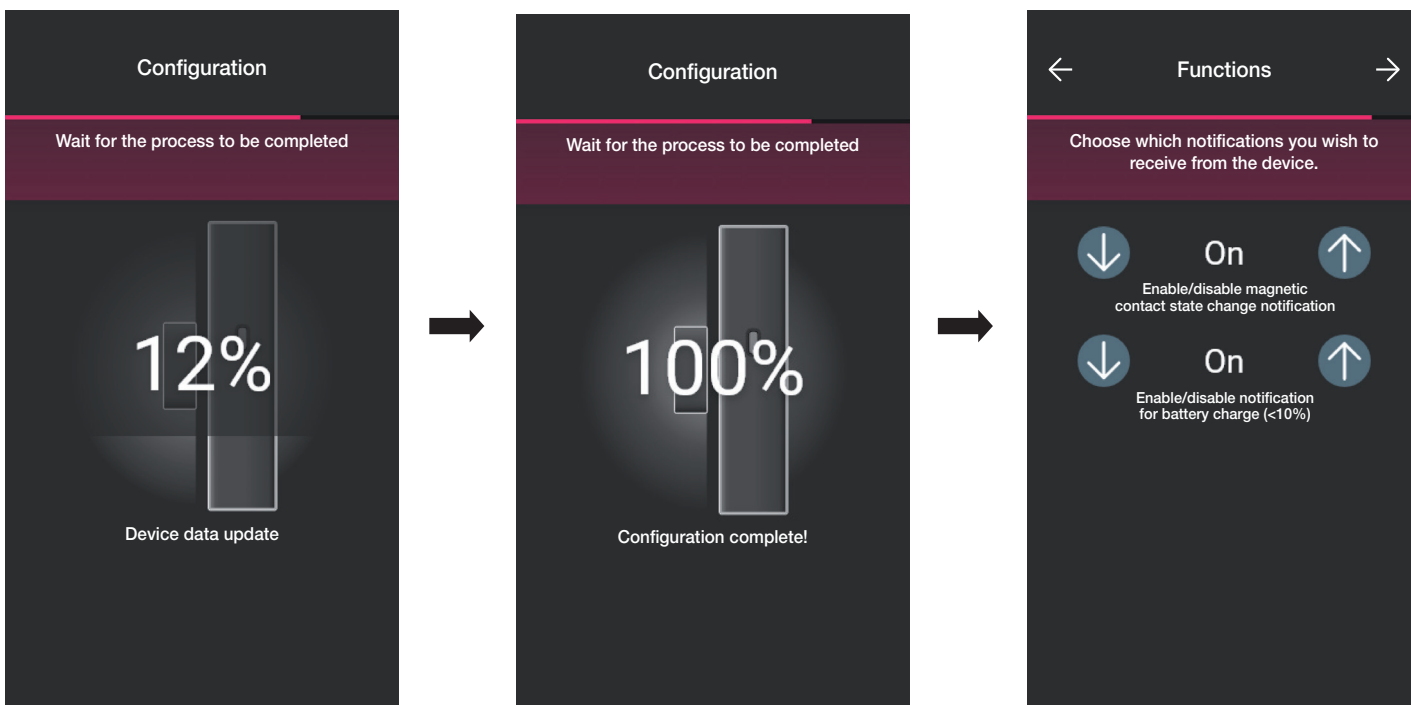 Configuration
Wait for the process to be completed
12%
Device data update
Configuration
Wait for the process to be completed
100%
Configuration complete!
Functions
Choose which notifications you wish to
receive from the device.
On
Enable/disable magnetic
contact state change notification
On
Enable/disable notification
for battery charge (<10%)